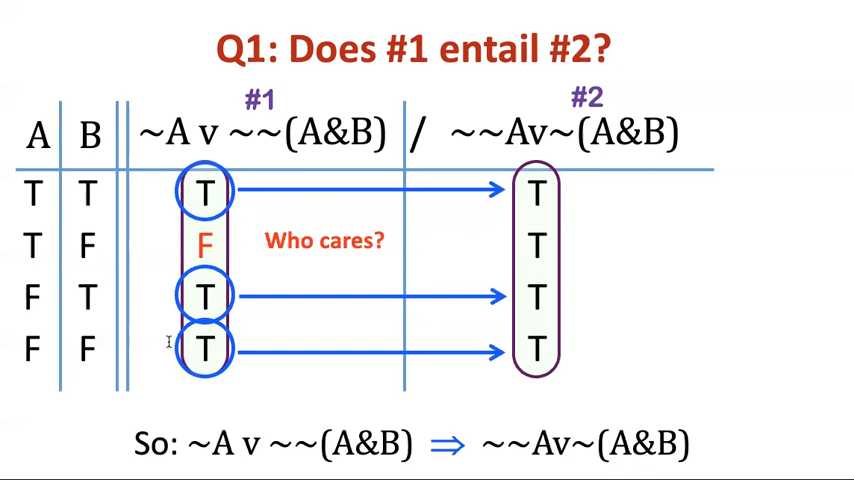 Q1: Does #1 entail #2?
#1 #2
A B ~A v ~~(A&B) / ~~Av~(A&B)
T T T T
T F F Who cares? T
F T T T
F F T T
So: ~A v ~~(A&B) ⇒ ~~Av~(A&B)